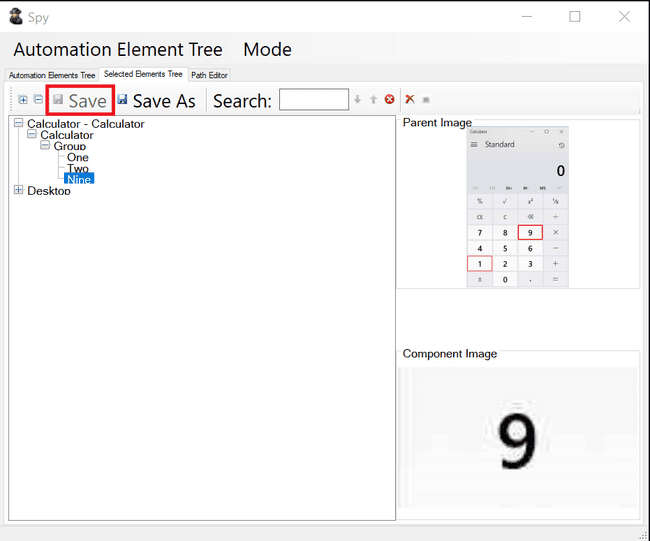 Spy
Automation Element Tree Mode
Automation Elements Tree Selected Elements Tree Path Editor
Save Save As Search:
Calculator - Calculator
Calculator
Group
One
Two
Nine
Desktop
Parent Image
Calculator
Standard
0
MC MR M+ M- MS
% √ x² ¹/x
CE C ÷
7 8 9 ×
4 5 6 −
1 2 3 +
± 0 . =
Component Image
9